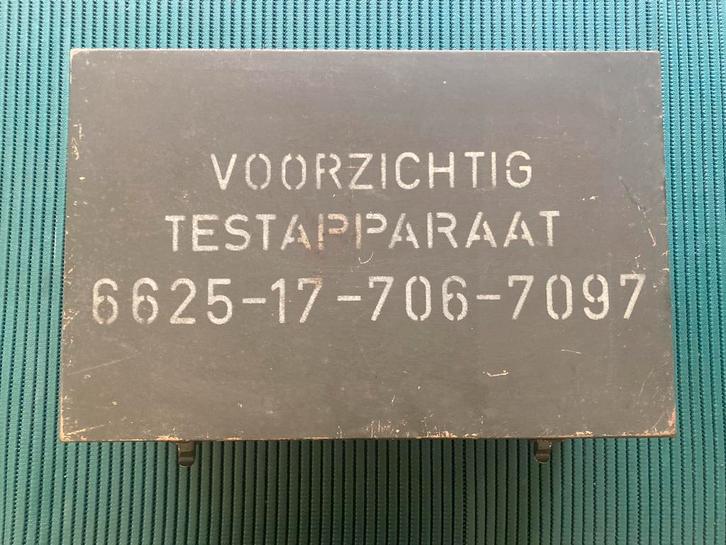 VOORZICHTIG
TESTAPPARAAT
6625-17-706-7097